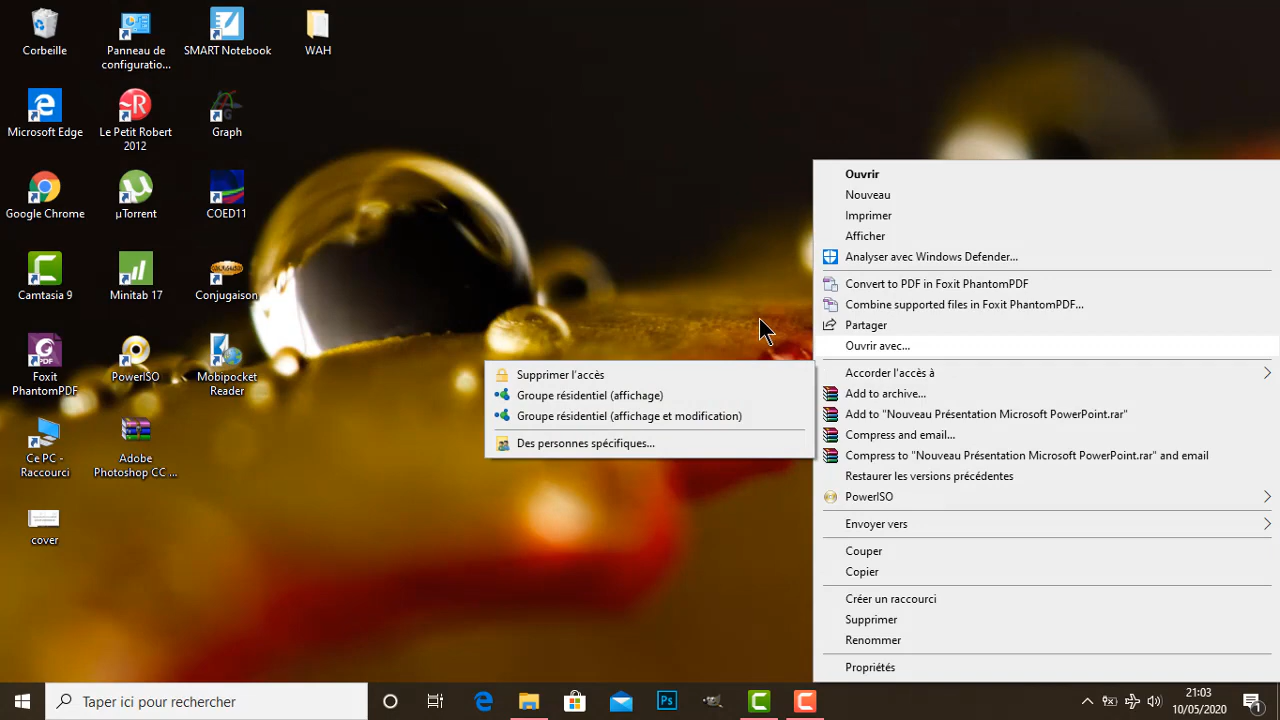 Corbeille
Panneau de
configuratio...
SMART Notebook
WAH
Microsoft Edge
Le Petit Robert
2012
Graph
Google Chrome
µTorrent
COED11
Camtasia 9
Minitab 17
Conjugaison
Foxit
PhantomPDF
PowerISO
Mobipocket
Reader
Ce PC -
Raccourci
Adobe
Photoshop CC ...
cover
Supprimer l'accès
Groupe résidentiel (affichage)
Groupe résidentiel (affichage et modification)
Des personnes spécifiques...
Ouvrir
Nouveau
Imprimer
Afficher
Analyser avec Windows Defender...
Convert to PDF in Foxit PhantomPDF
Combine supported files in Foxit PhantomPDF...
Partager
Ouvrir avec...
Accorder l'accès à
Add to archive...
Add to "Nouveau Présentation Microsoft PowerPoint.rar"
Compress and email...
Compress to "Nouveau Présentation Microsoft PowerPoint.rar" and email
Restaurer les versions précédentes
PowerISO
Envoyer vers
Couper
Copier
Créer un raccourci
Supprimer
Renommer
Propriétés
Taper ici pour rechercher
21:03
10/05/2020